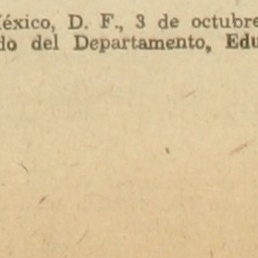 éxico, D. F., 3 de octubre
do del Departamento, Edu